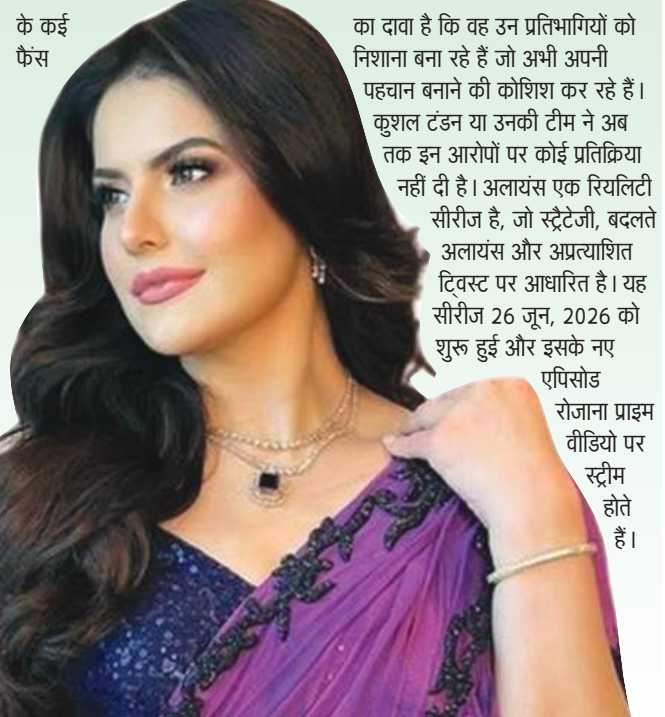 के कई
फैंस
का दावा है कि वह उन प्रतिभागियों को
निशाना बना रहे हैं जो अभी अपनी
पहचान बनाने की कोशिश कर रहे हैं।
कुशल टंडन या उनकी टीम ने अब
तक इन आरोपों पर कोई प्रतिक्रिया
नहीं दी है। अलायंस एक रियलिटी
सीरीज है, जो स्ट्रैटेजी, बदलते
अलायंस और अप्रत्याशित
ट्विस्ट पर आधारित है। यह
सीरीज 26 जून, 2026 को
शुरू हुई और इसके नए
एपिसोड
रोजाना प्राइम
वीडियो पर
स्ट्रीम
होते
हैं।